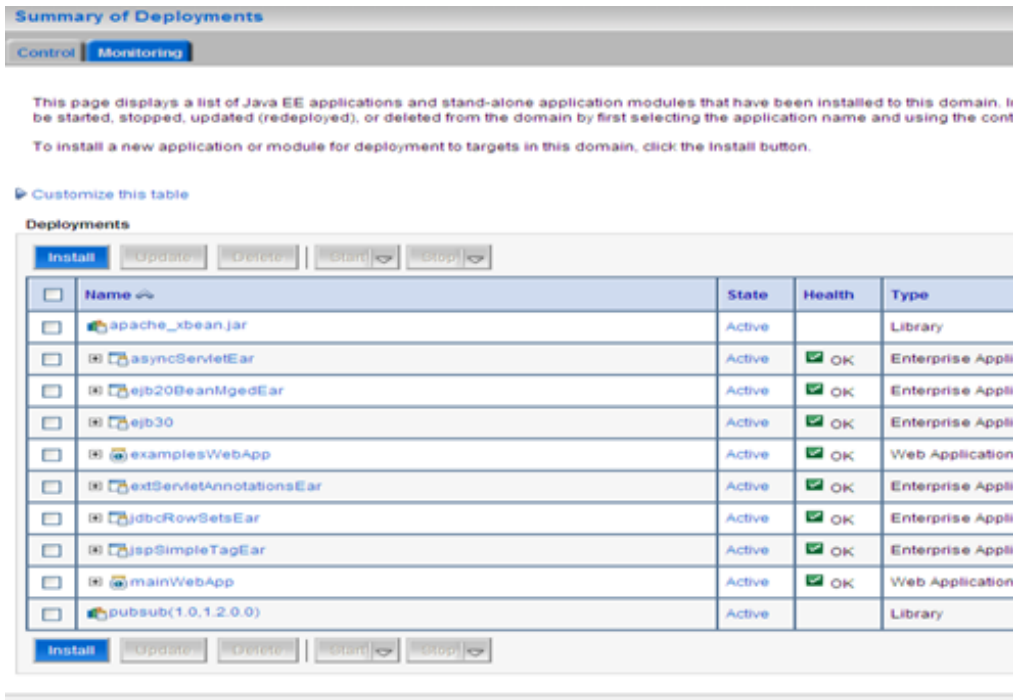 Summary of Deployments
Control Monitoring
This page displays a list of Java EE applications and stand-alone application modules that have been installed to this domain.
be started, stopped, updated (redeployed), or deleted from the domain by first selecting the application name and using the
To install a new application or module for deployment to targets in this domain, click the Install button.
Customize this table
Deployments
Install Update Delete Start Stop
Name State Health Type
apache_xbean.jar Active Library
asyncServletEar Active OK Enterprise Appli
ejb20BeanMgedEar Active OK Enterprise Appli
ejb30 Active OK Enterprise Appli
examplesWebApp Active OK Web Application
extServletAnnotationsEar Active OK Enterprise Appli
jdbcRowSetsEar Active OK Enterprise Appli
jspSimpleTagEar Active OK Enterprise Appli
mainWebApp Active OK Web Application
pubsub(1.0,1.2.0.0) Active Library
Install Update Delete Start Stop